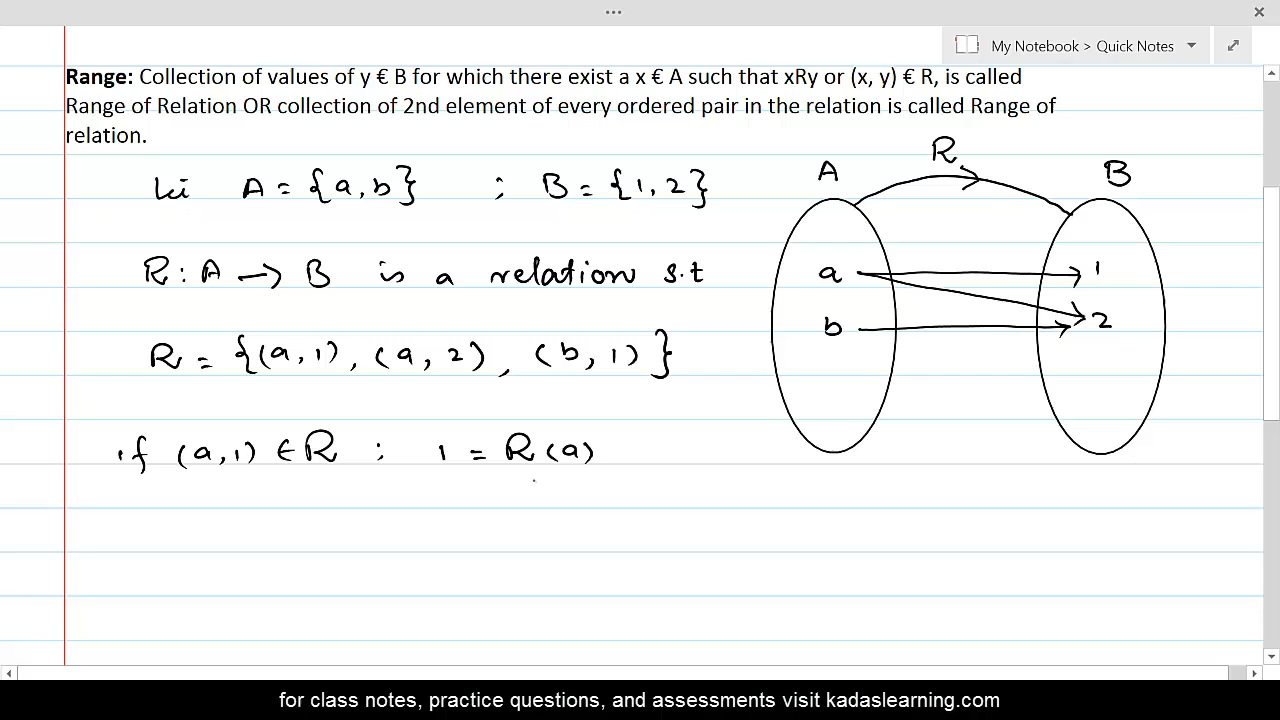 ...
My Notebook > Quick Notes
Range: Collection of values of y € B for which there exist a x € A such that xRy or (x, y) € R, is called
Range of Relation OR collection of 2nd element of every ordered pair in the relation is called Range of
relation.
A = {a, b} ; B = {1, 2}
R : A → B is a relation s.t
R = {(a, 1), (a, 2), (b, 1)}
if (a, 1) ∈ R ; 1 = R(a)
A R B
a 1
b 2
for class notes, practice questions, and assessments visit kadaslearning.com